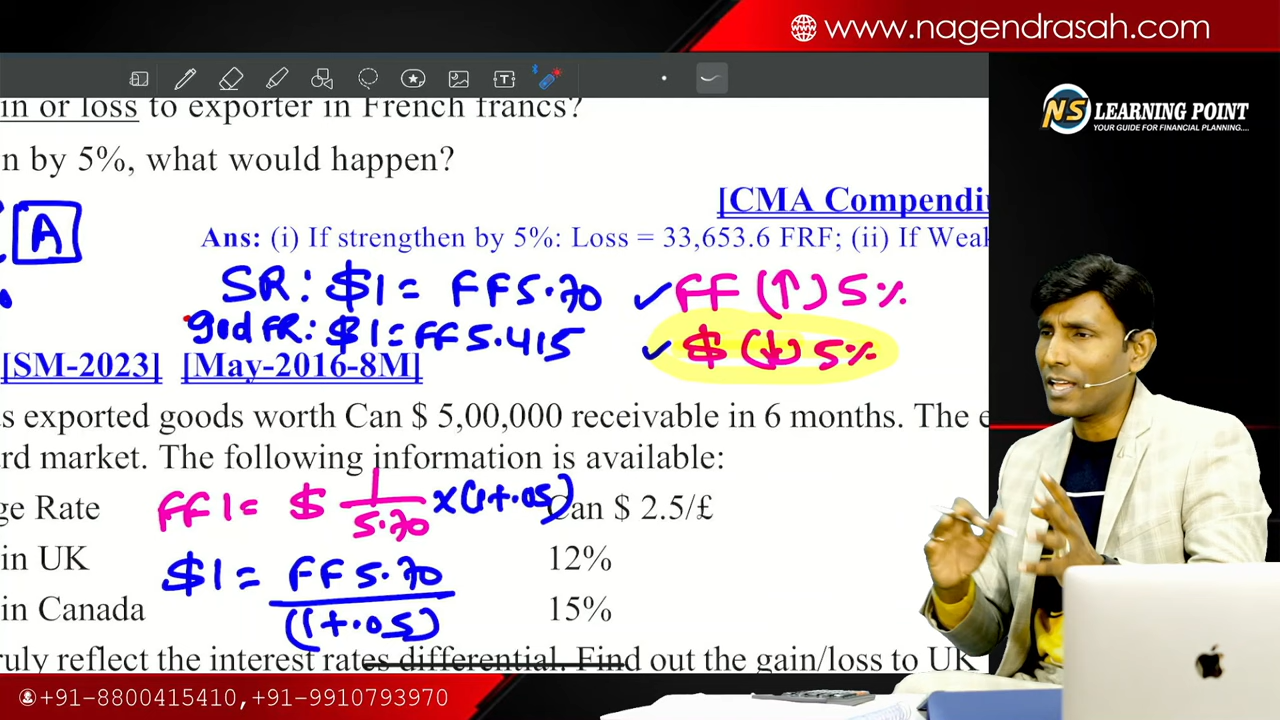 www.nagendrasah.com
NS LEARNING POINT
YOUR GUIDE FOR FINANCIAL PLANNING....
in or loss to exporter in French francs?
n by 5%, what would happen?
[CMA Compendiu
A
Ans: (i) If strengthen by 5%: Loss = 33,653.6 FRF; (ii) If Weak
SR: $1 = FF5.70 ✓FF (↑) 5%
FR: $1 = FF5.415 ✓$ (↓) 5%
[SM-2023] [May-2016-8M]
s exported goods worth Can $ 5,00,000 receivable in 6 months. The e
rd market. The following information is available:
FF1 = $ 1/5.70 x (1+.05)
ge Rate Can $ 2.5/£
in UK 12%
$1 = FF 5.70/(1+.05)
in Canada 15%
ruly reflect the interest rates differential. Find out the gain/loss to UK
+91-8800415410,+91-9910793970